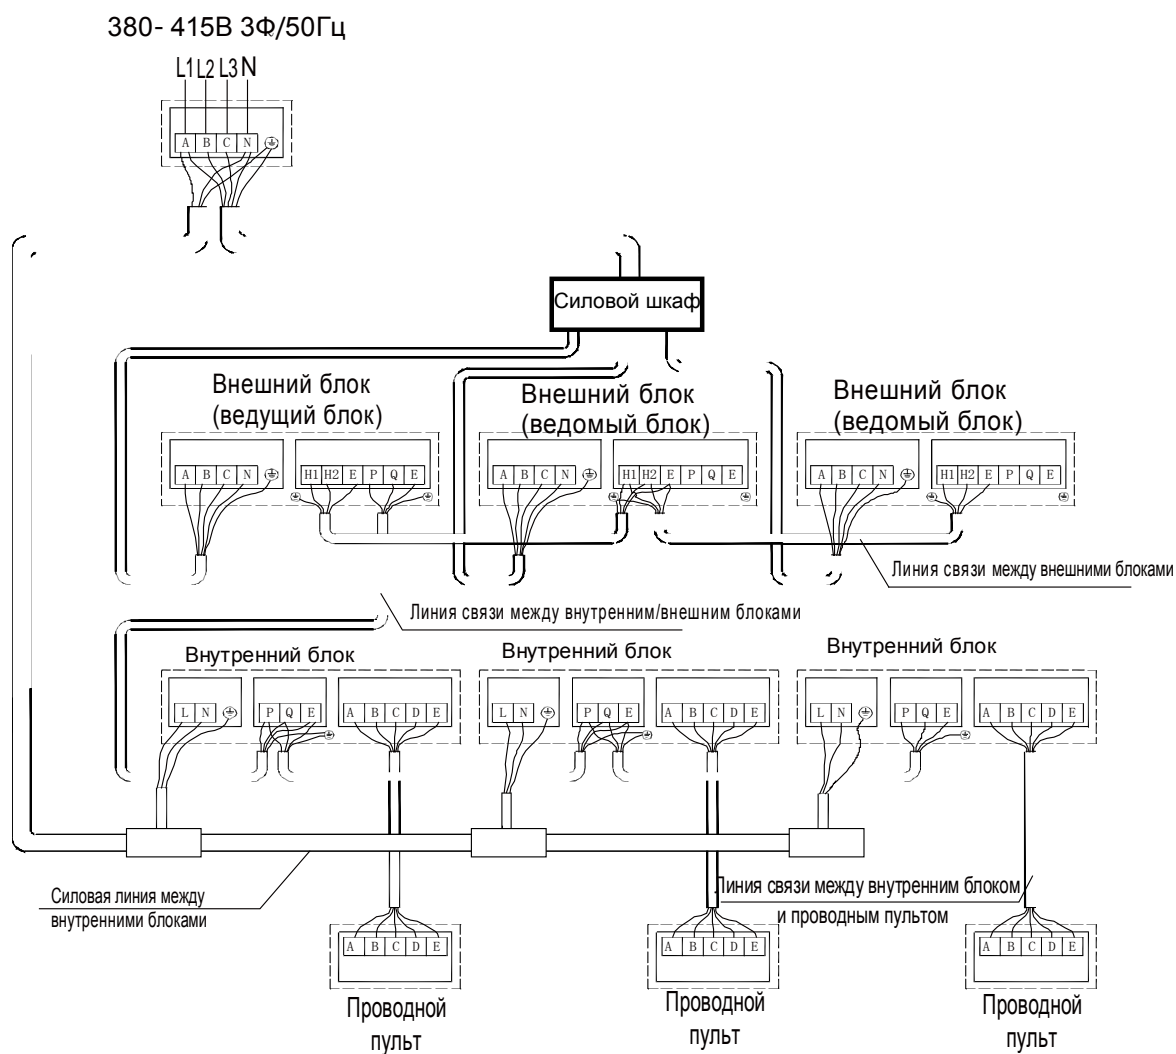 380- 415В 3Ф/50Гц
L1 L2 L3 N
A B C N
Силовой шкаф
Внешний блок
(ведущий блок)
Внешний блок
(ведомый блок)
Внешний блок
(ведомый блок)
A B C N
H1 H2 E P Q E
A B C N
H1 H2 E P Q E
A B C N
H1 H2 E P Q E
Линия связи между внешними блоками
Линия связи между внутренним/внешним блоками
Внутренний блок
Внутренний блок
Внутренний блок
L N
P Q E
A B C D E
L N
P Q E
A B C D E
L N
P Q E
A B C D E
Силовая линия между
внутренними блоками
Линия связи между внутренним блоком
и проводным пультом
A B C D E
A B C D E
A B C D E
Проводной
пульт
Проводной
пульт
Проводной
пульт